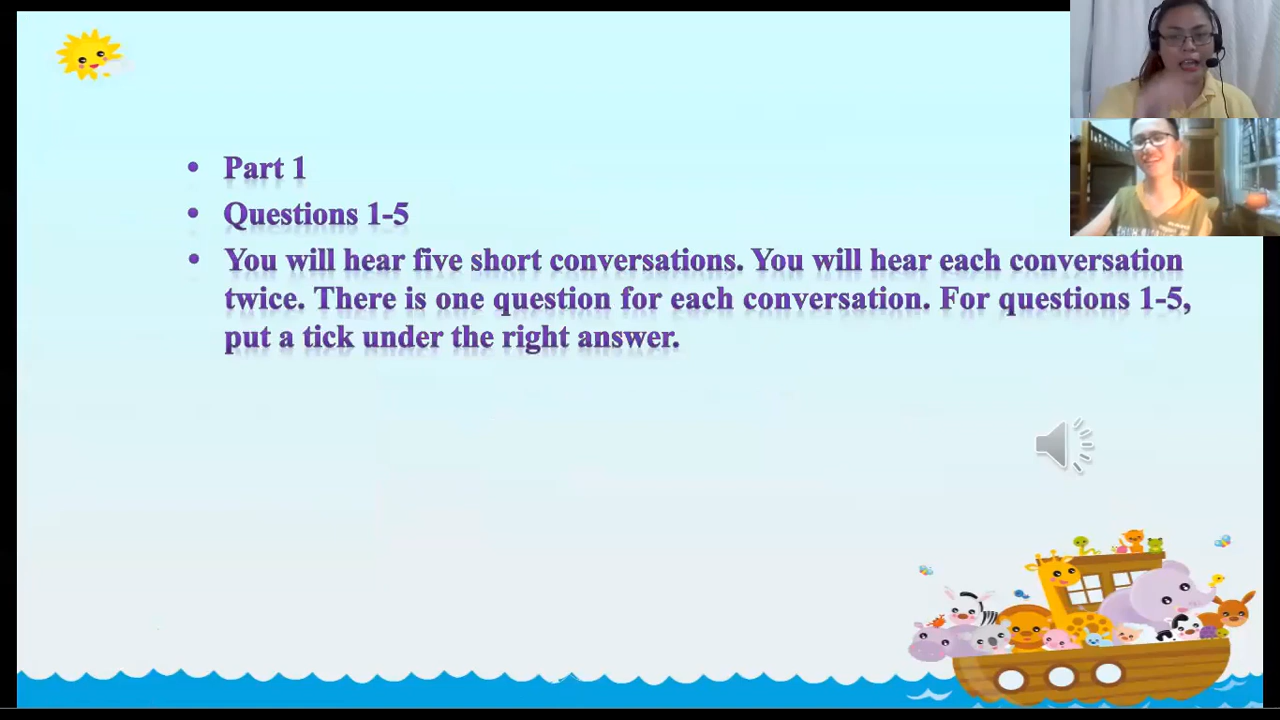 Part 1
Questions 1-5
You will hear five short conversations. You will hear each conversation
twice. There is one question for each conversation. For questions 1-5,
put a tick under the right answer.